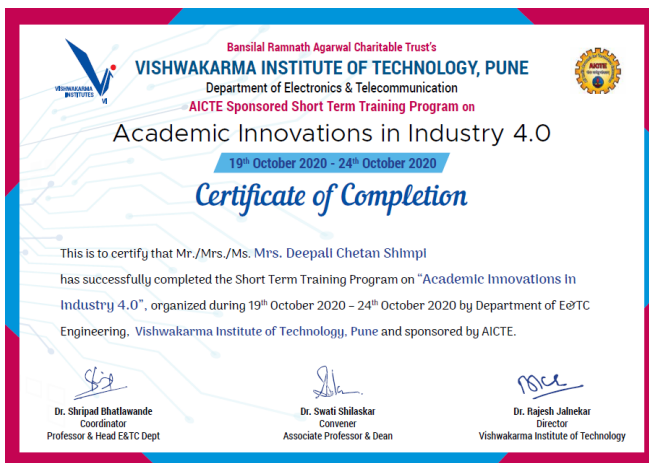 Bansilal Ramnath Agarwal Charitable Trust's
VISHWAKARMA INSTITUTE OF TECHNOLOGY, PUNE
Department of Electronics & Telecommunication
AICTE Sponsored Short Term Training Program on
VISHWAKARMA
INSTITUTES
VI
AICTE
Academic Innovations in Industry 4.0
19th October 2020 - 24th October 2020
Certificate of Completion
This is to certify that Mr./Mrs./Ms. Mrs. Deepali Chetan Shimpi
has successfully completed the Short Term Training Program on “Academic Innovations in
Industry 4.0”, organized during 19th October 2020 – 24th October 2020 by Department of E&TC
Engineering, Vishwakarma Institute of Technology, Pune and sponsored by AICTE.
Dr. Shripad Bhatlawande
Coordinator
Professor & Head E&TC Dept
Dr. Swati Shilaskar
Convener
Associate Professor & Dean
Dr. Rajesh Jalnekar
Director
Vishwakarma Institute of Technology